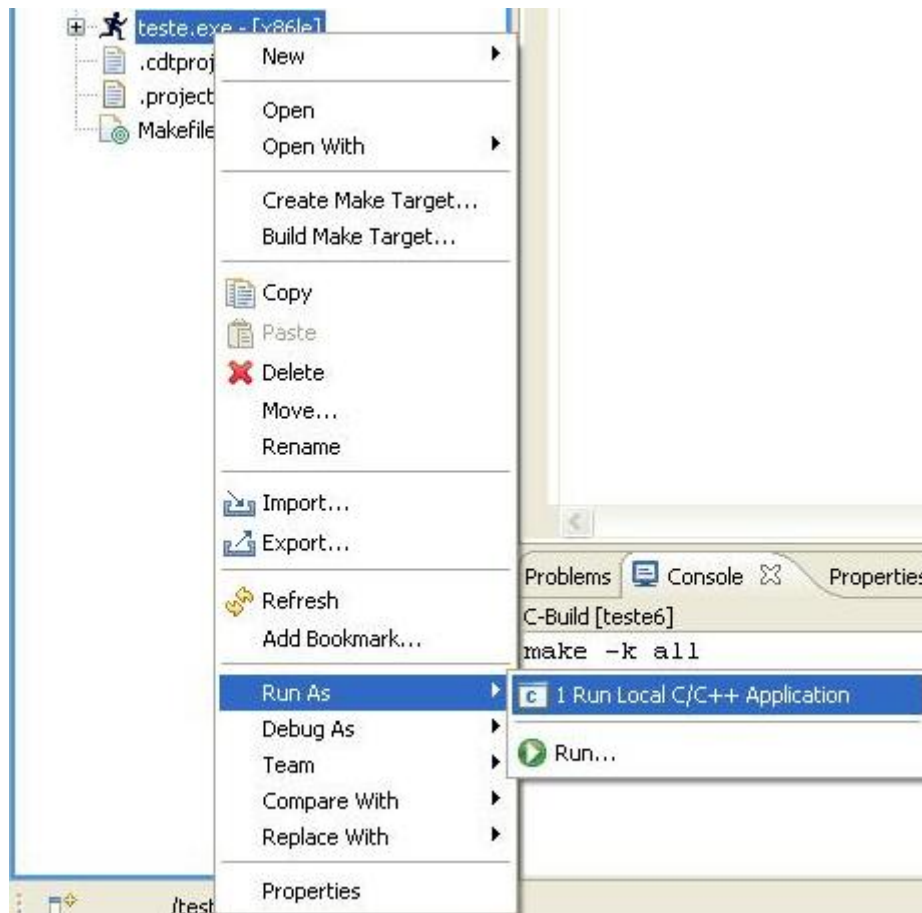 teste.exe - [x86le]
.cdtproj
.project
Makefile
New
Open
Open With
Create Make Target...
Build Make Target...
Copy
Paste
Delete
Move...
Rename
Import...
Export...
Refresh
Add Bookmark...
Run As
Debug As
Team
Compare With
Replace With
Properties
Problems Console Properties
C-Build [teste6]
make -k all
C 1 Run Local C/C++ Application
Run...
/test